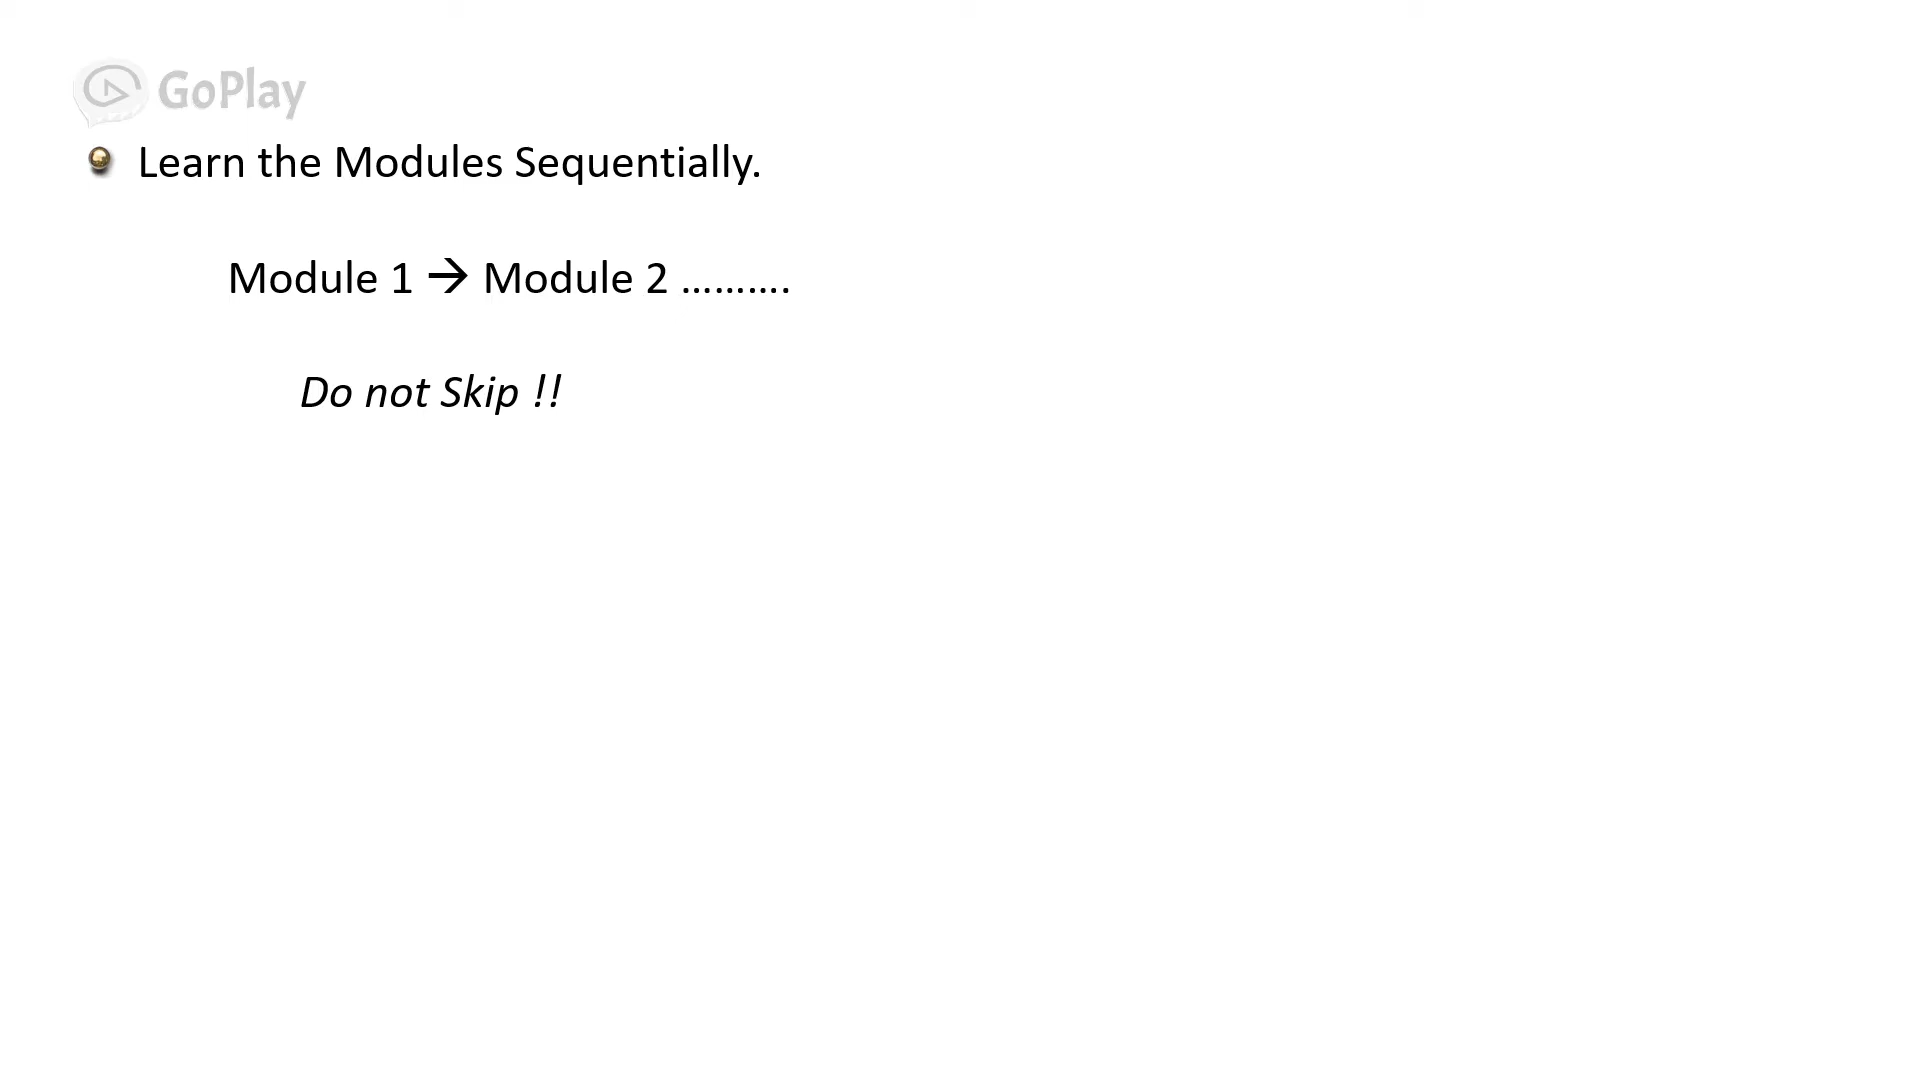 GoPlay
Learn the Modules Sequentially.
Module 1 → Module 2 ……….
Do not Skip !!